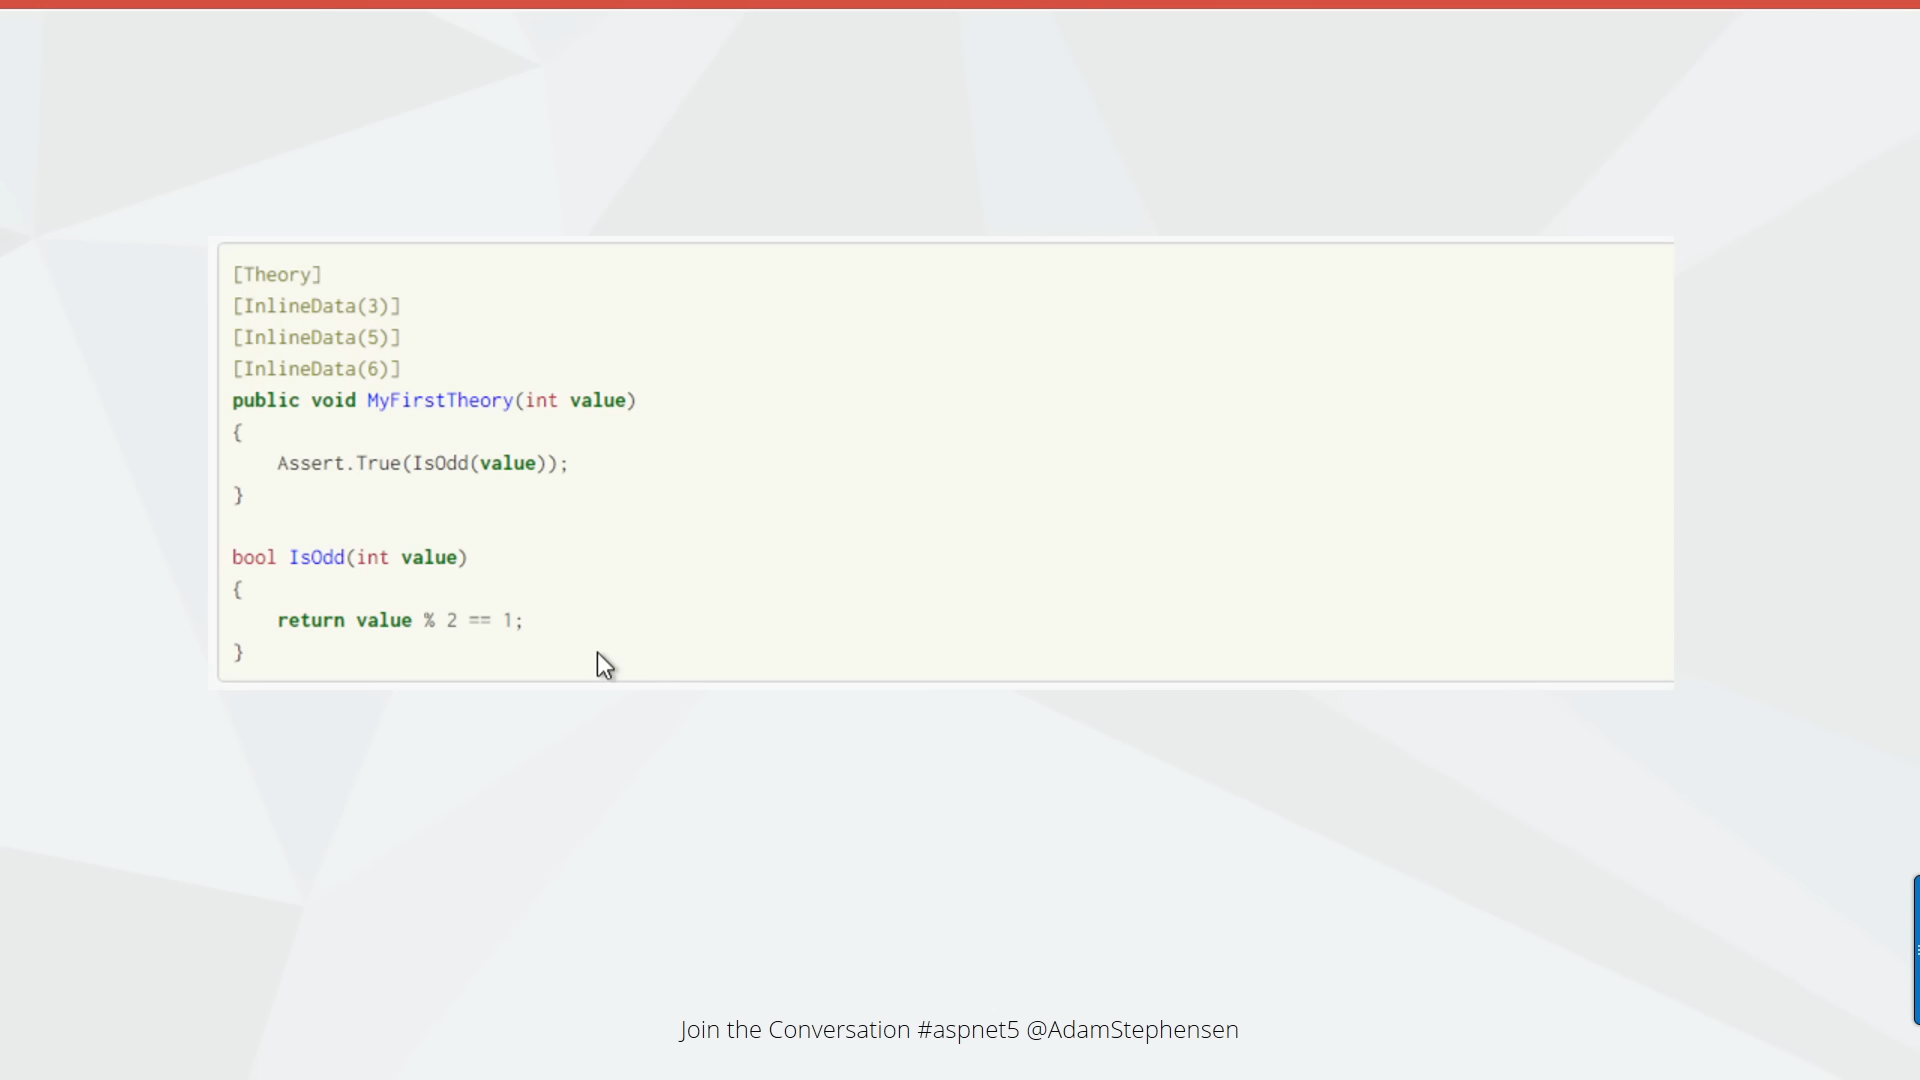 [Theory]
[InlineData(3)]
[InlineData(5)]
[InlineData(6)]
public void MyFirstTheory(int value)
{
    Assert.True(IsOdd(value));
}

bool IsOdd(int value)
{
    return value % 2 == 1;
}
Join the Conversation #aspnet5 @AdamStephensen